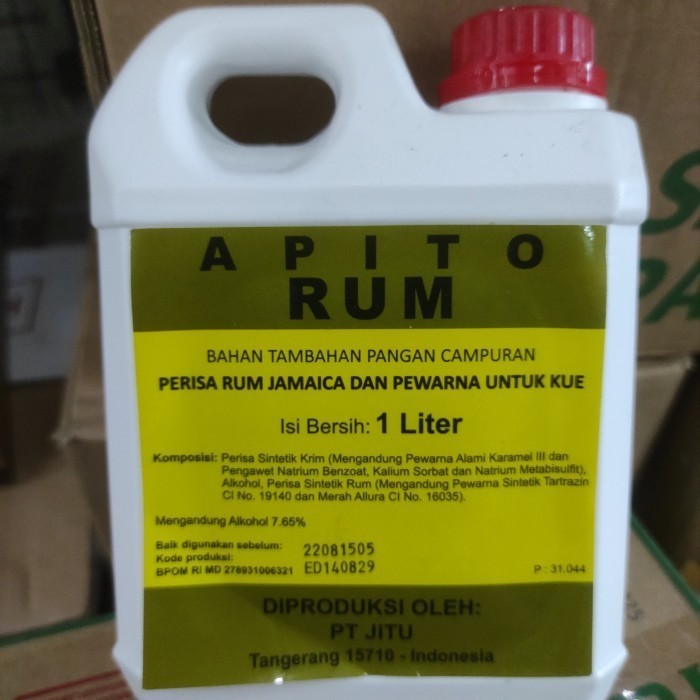 A P I T O
RUM
BAHAN TAMBAHAN PANGAN CAMPURAN
PERISA RUM JAMAICA DAN PEWARNA UNTUK KUE
Isi Bersih: 1 Liter
Komposisi: Perisa Sintetik Krim (Mengandung Pewarna Alami Karamel III dan
Pengawet Natrium Benzoat, Kalium Sorbat dan Natrium Metabisulfit),
Alkohol, Perisa Sintetik Rum (Mengandung Pewarna Sintetik Tartrazin
CI No. 19140 dan Merah Allura CI No. 16035).
Mengandung Alkohol 7.65%
Baik digunakan sebelum: 22081505
Kode produksi:
BPOM RI MD 278931006321 ED140829
P : 31.044
DIPRODUKSI OLEH:
PT JITU
Tangerang 15710 - Indonesia